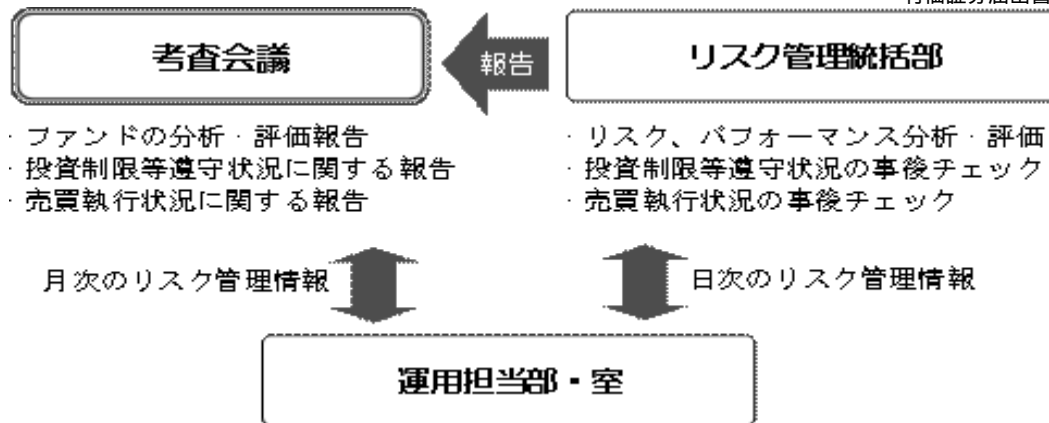 考査会議
報告
リスク管理統括部
・ファンドの分析・評価報告
・投資制限等遵守状況に関する報告
・売買執行状況に関する報告
・リスク、パフォーマンス分析・評価
・投資制限等遵守状況の事後チェック
・売買執行状況の事後チェック
月次のリスク管理情報
日次のリスク管理情報
運用担当部・室